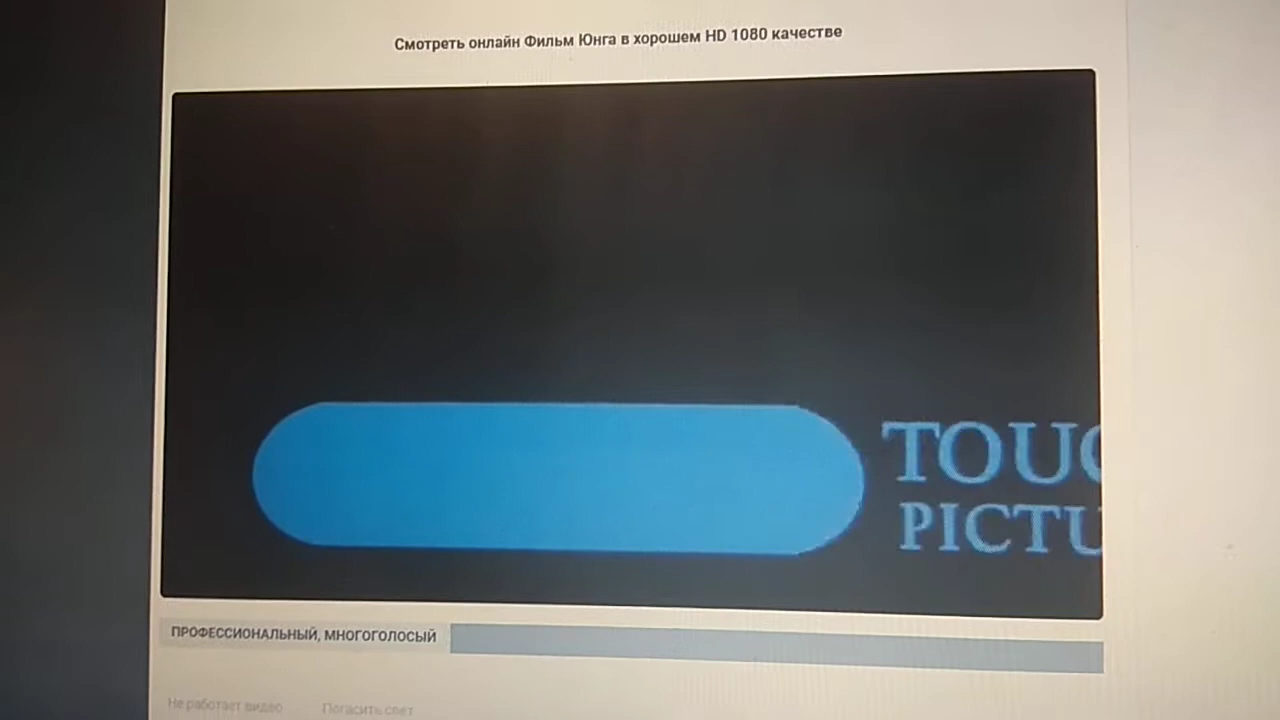 Смотреть онлайн Фильм Юнга в хорошем HD 1080 качестве
TOUC
PICTU
ПРОФЕССИОНАЛЬНЫЙ, МНОГОГОЛОСЫЙ
Не работает видео Погасить свет